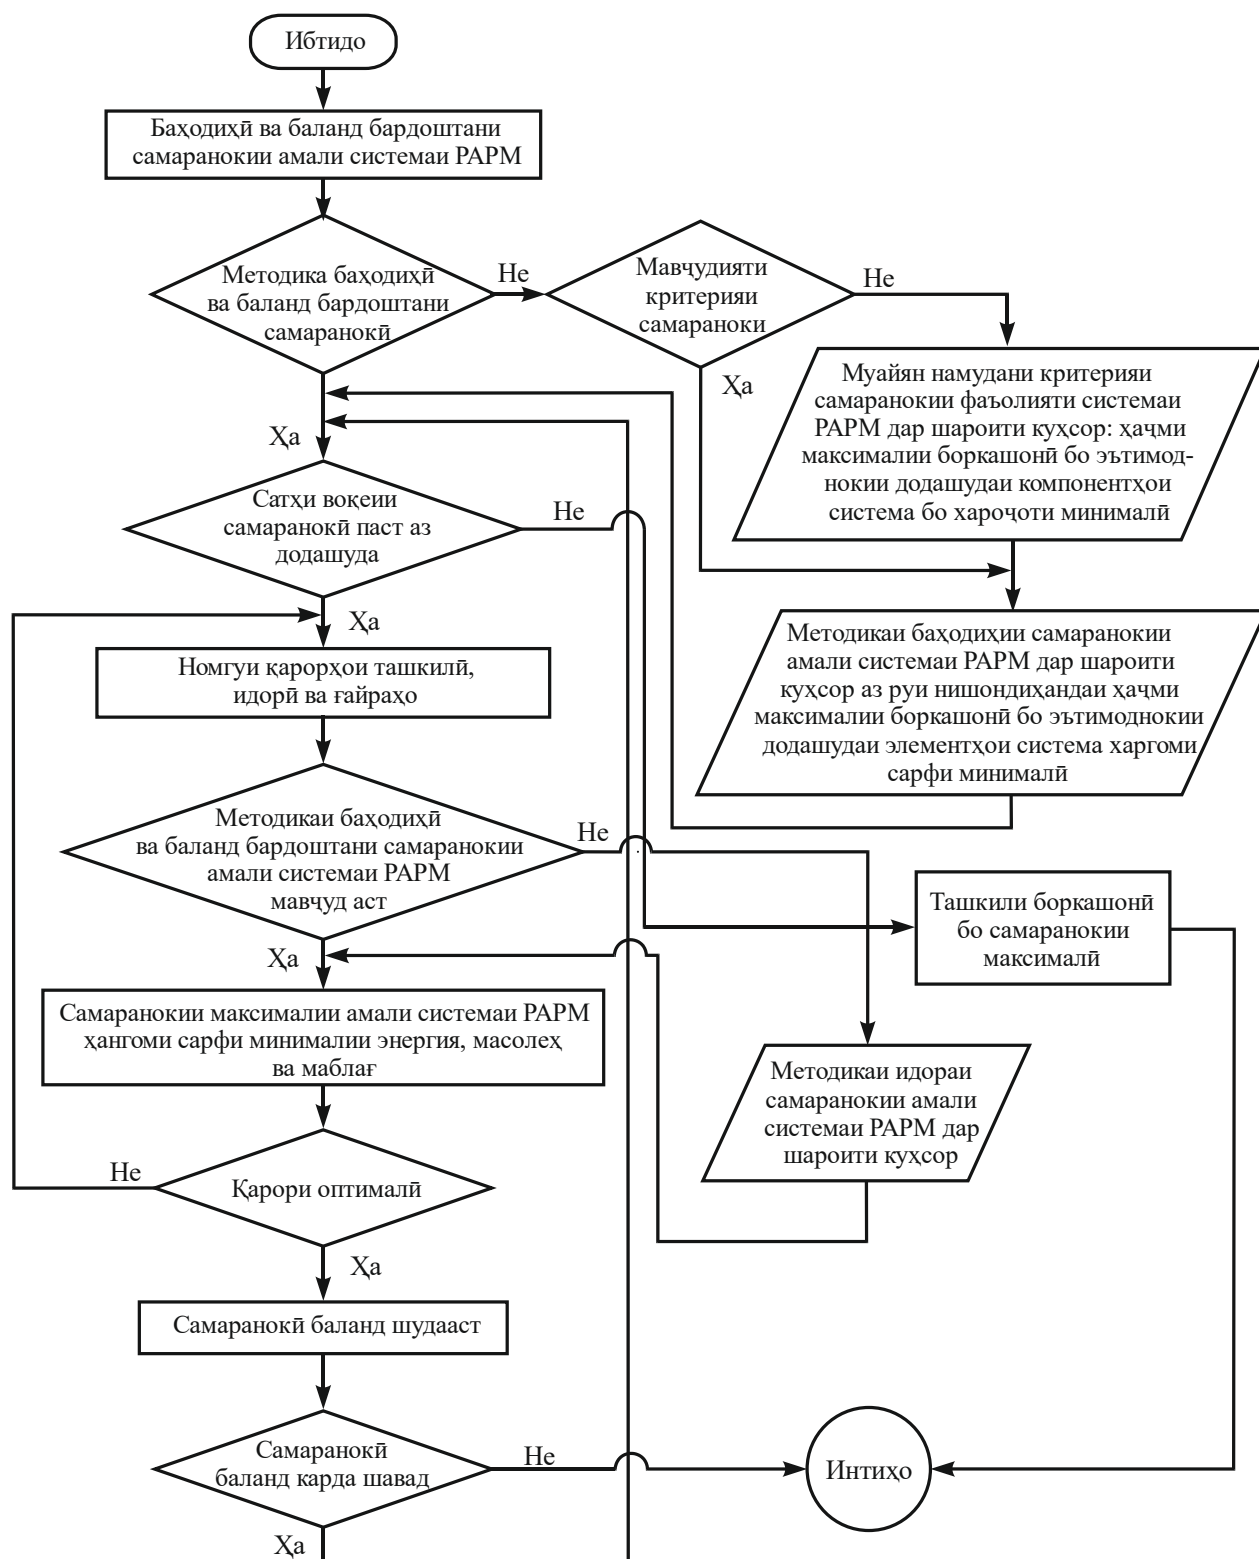 Ибтидо
Баҳодиҳӣ ва баланд бардоштани
самаранокии амали системаи РАРМ
Методика баҳодиҳӣ
ва баланд бардоштани
самаранокӣ
Не
Мавҷудияти
критерияи
самараноки
Не
Ҳа
Муайян намудани критерияи
самаранокии фаъолияти системаи
РАРМ дар шароити куҳсор: ҳаҷми
максималии боркашонӣ бо эътимод-
нокии додашудаи компонентҳои
система бо хароҷоти минималӣ
Ҳа
Сатҳи воқеии
самаранокӣ паст аз
додашуда
Не
Ҳа
Методикаи баҳодиҳии самаранокии
амали системаи РАРМ дар шароити
куҳсор аз руи нишондиҳандаи ҳаҷми
максималии боркашонӣ бо эътимоднокии
додашудаи элементҳои система харгоми
сарфи минималӣ
Номгуи қарорҳои ташкилӣ,
идорӣ ва ғайраҳо
Методикаи баҳодиҳӣ
ва баланд бардоштани самаранокии
амали системаи РАРМ
мавҷуд аст
Не
Ҳа
Ташкили боркашонӣ
бо самаранокии
максималӣ
Самаранокии максималии амали системаи РАРМ
ҳангоми сарфи минималии энергия, масолеҳ
ва маблағ
Методикаи идораи
самаранокии амали
системаи РАРМ дар
шароити куҳсор
Не
Қарори оптималӣ
Ҳа
Самаранокӣ баланд шудааст
Самаранокӣ
баланд карда шавад
Не
Интиҳо
Ҳа